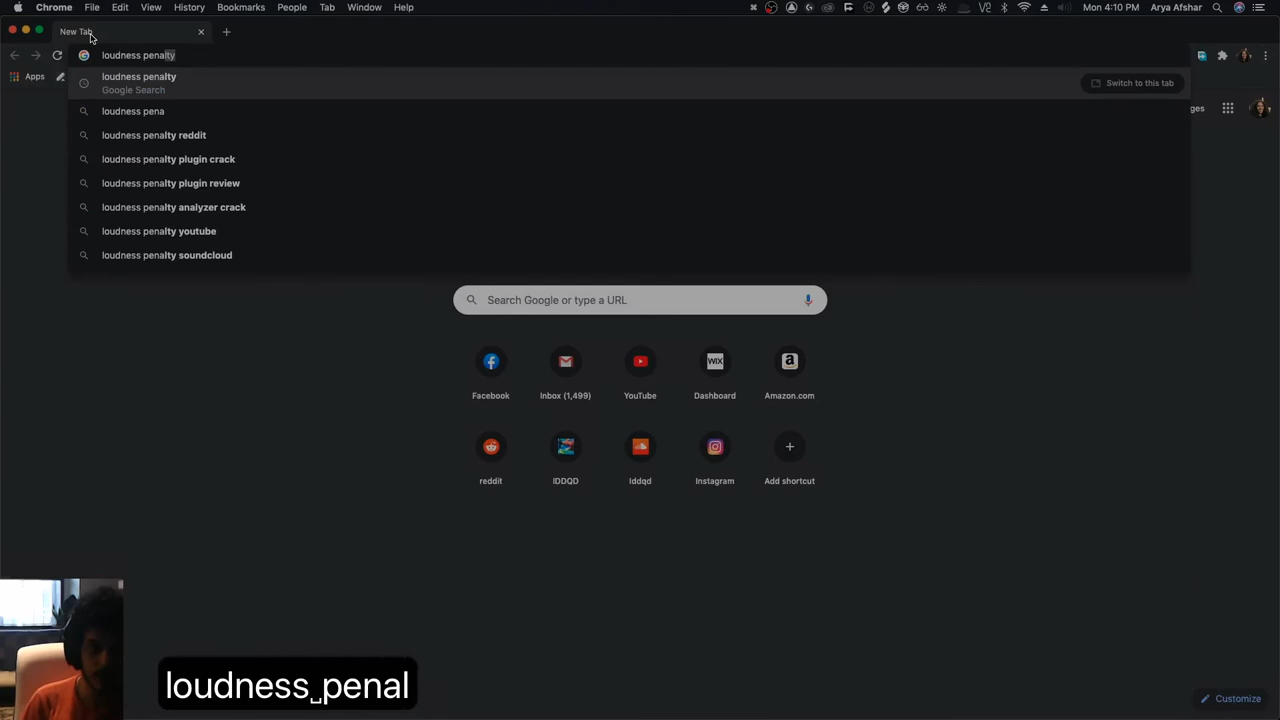 Chrome File Edit View History Bookmarks People Tab Window Help Mon 4:10 PM Arya Afshar
New Tab
loudness penalty
Apps
loudness penalty
Google Search
Switch to this tab
loudness pena
loudness penalty reddit
loudness penalty plugin crack
loudness penalty plugin review
loudness penalty analyzer crack
loudness penalty youtube
loudness penalty soundcloud
Search Google or type a URL
WIX
Facebook Inbox (1,499) YouTube Dashboard Amazon.com
reddit IDDQD Iddqd Instagram Add shortcut
loudness␣penal
Customize